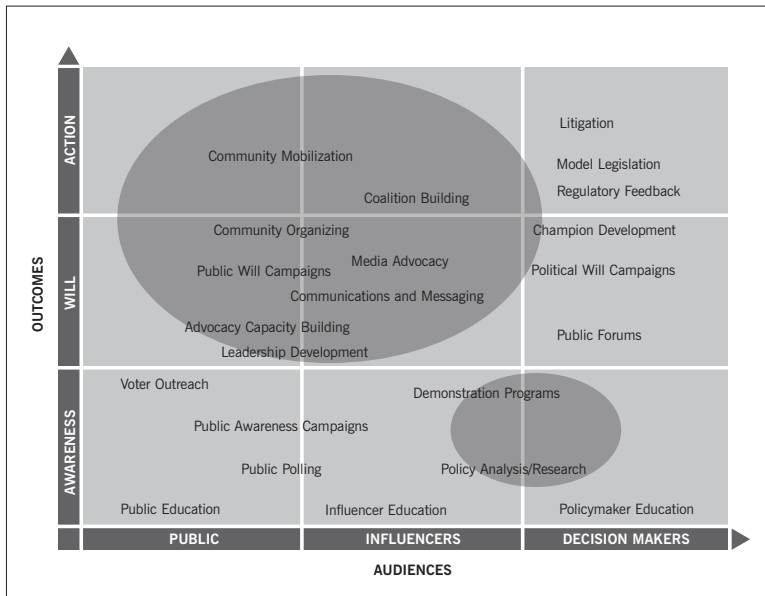 OUTCOMES
ACTION
Litigation
Community Mobilization
Model Legislation
Regulatory Feedback
Coalition Building
WILL
Community Organizing
Champion Development
Media Advocacy
Public Will Campaigns
Political Will Campaigns
Communications and Messaging
Advocacy Capacity Building
Public Forums
Leadership Development
AWARENESS
Voter Outreach
Demonstration Programs
Public Awareness Campaigns
Public Polling
Policy Analysis/Research
Public Education
Influencer Education
Policymaker Education
PUBLIC
INFLUENCERS
DECISION MAKERS
AUDIENCES